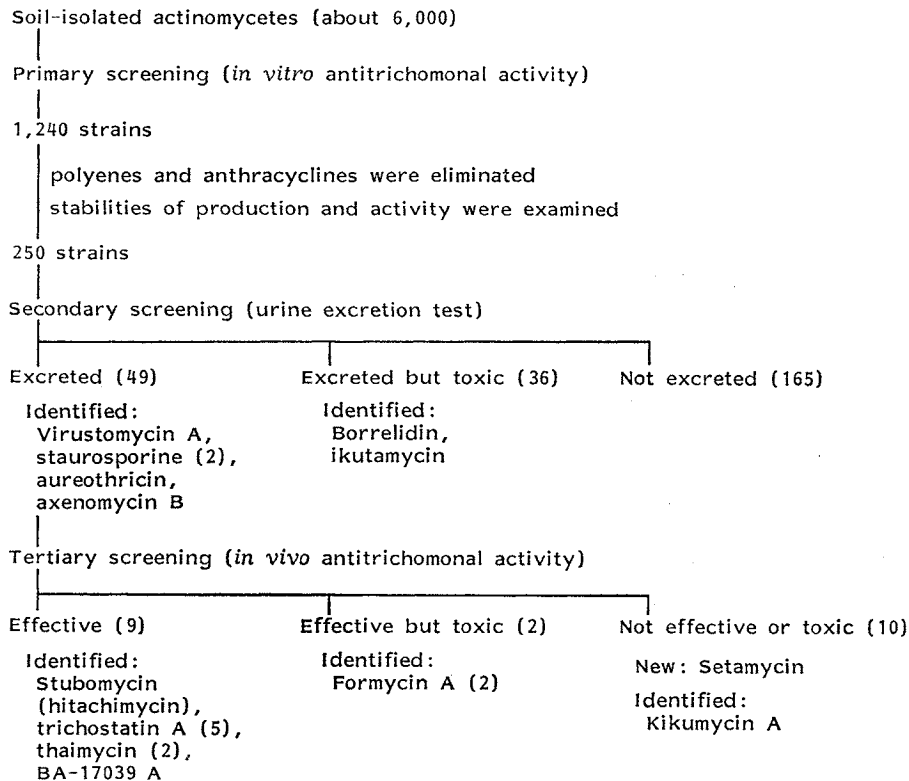 Soil-isolated actinomycetes (about 6,000)
Primary screening (in vitro antitrichomonal activity)
1,240 strains
polyenes and anthracyclines were eliminated
stabilities of production and activity were examined
250 strains
Secondary screening (urine excretion test)
Excreted (49)
Identified:
Virustomycin A,
staurosporine (2),
aureothricin,
axenomycin B
Excreted but toxic (36)
Identified:
Borrelidin,
ikutamycin
Not excreted (165)
Tertiary screening (in vivo antitrichomonal activity)
Effective (9)
Identified:
Stubomycin
(hitachimycin),
trichostatin A (5),
thaimycin (2),
BA-17039 A
Effective but toxic (2)
Identified:
Formycin A (2)
Not effective or toxic (10)
New: Setamycin
Identified:
Kikumycin A